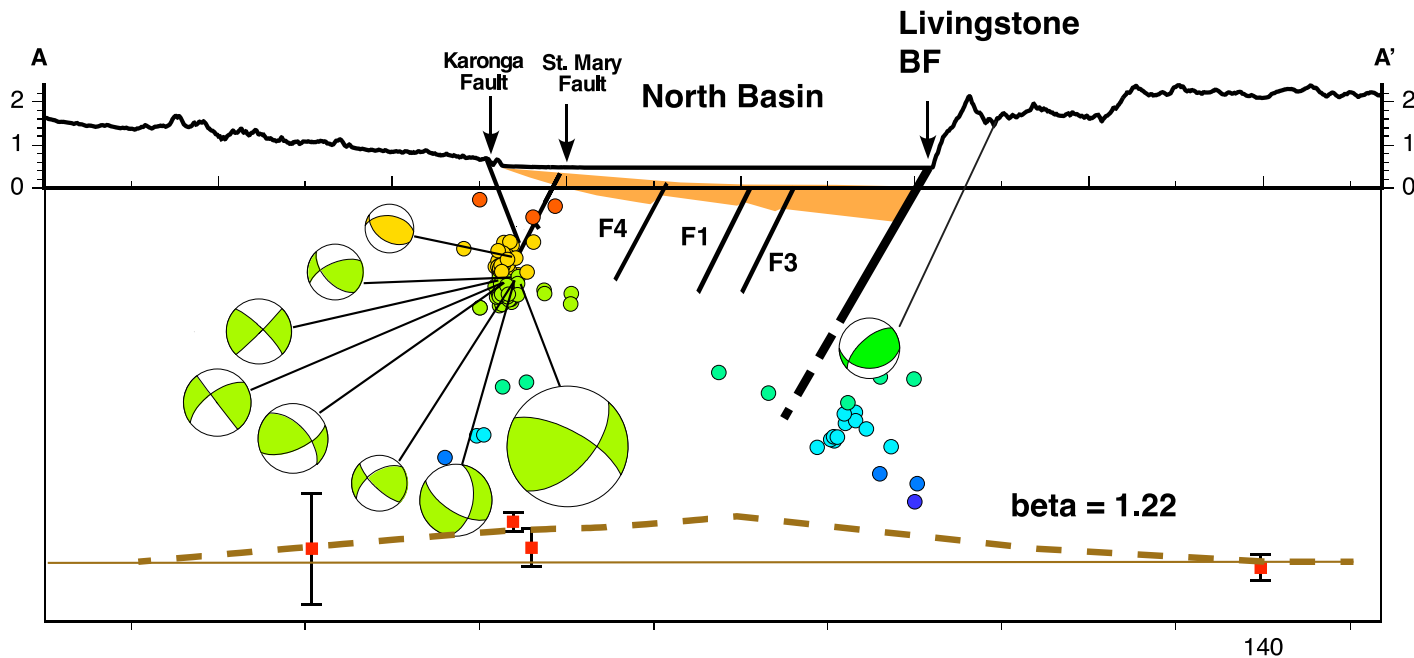 Livingstone
BF
A
A'
Karonga
Fault
St. Mary
Fault
North Basin
2
2
1
1
0
0
F4
F1
F3
beta = 1.22
140